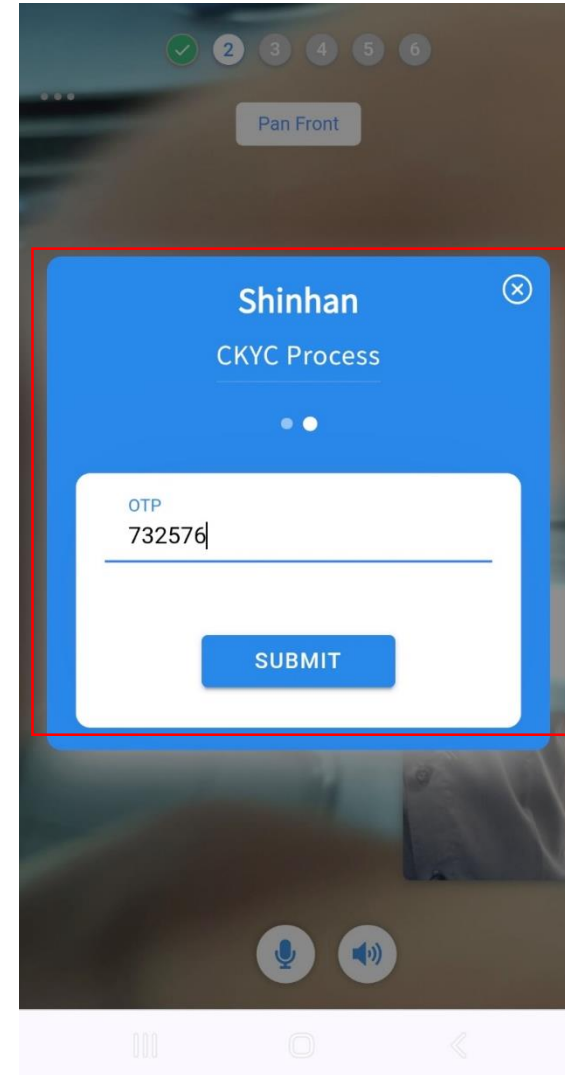 2 3 4 5 6
Pan Front
Shinhan
CKYC Process
OTP
732576
SUBMIT